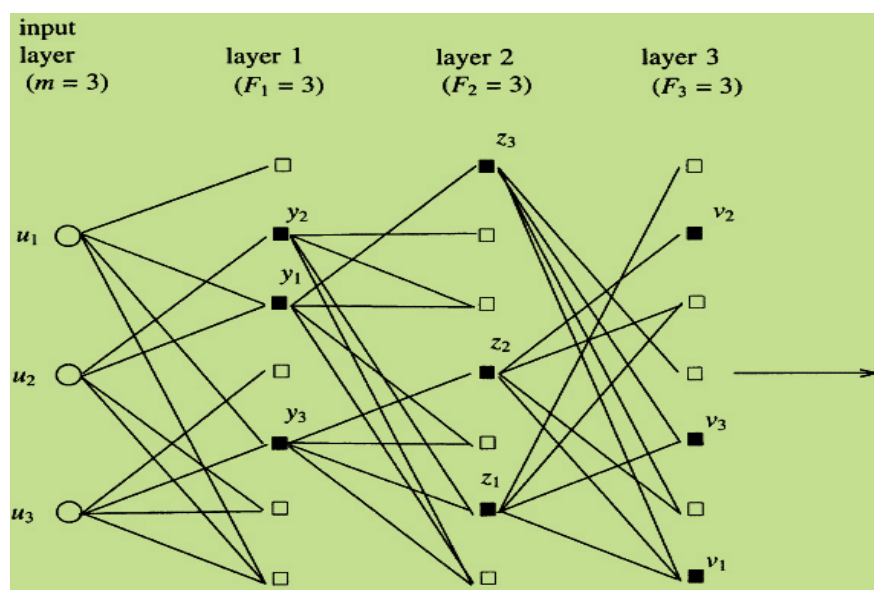 input
layer
(m = 3)
layer 1
(F₁ = 3)
layer 2
(F₂ = 3)
layer 3
(F₃ = 3)
z₃
u₁
y₂
v₂
y₁
u₂
z₂
y₃
v₃
u₃
z₁
v₁